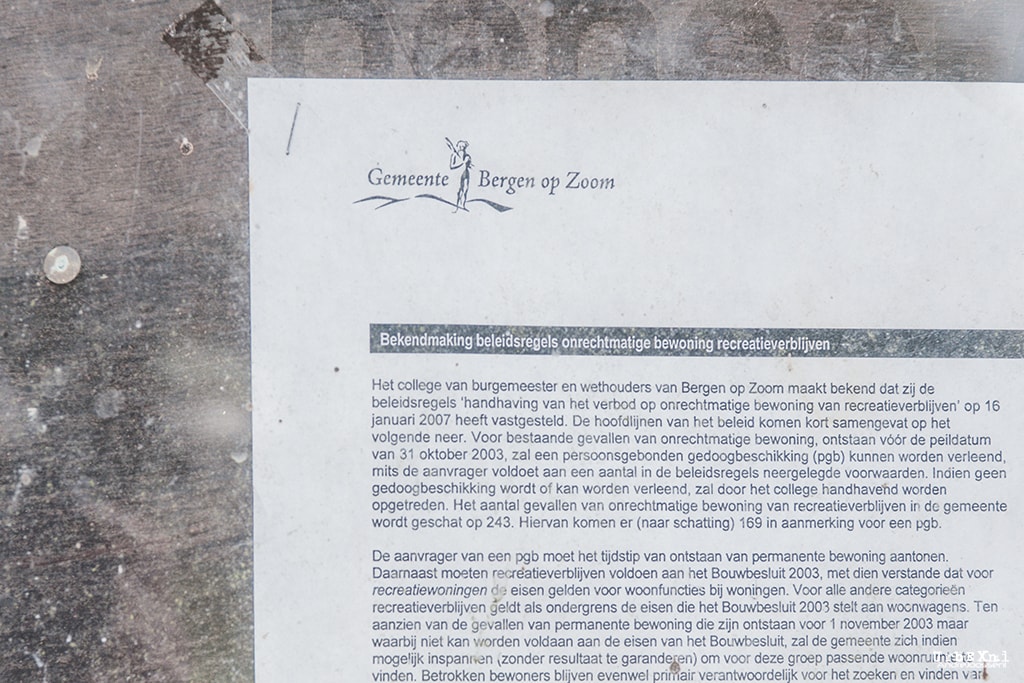 Gemeente Bergen op Zoom
Bekendmaking beleidsregels onrechtmatige bewoning recreatieverblijven
Het college van burgemeester en wethouders van Bergen op Zoom maakt bekend dat zij de
beleidsregels 'handhaving van het verbod op onrechtmatige bewoning van recreatieverblijven' op 16
januari 2007 heeft vastgesteld. De hoofdlijnen van het beleid komen kort samengevat op het
volgende neer. Voor bestaande gevallen van onrechtmatige bewoning, ontstaan vóór de peildatum
van 31 oktober 2003, zal een persoonsgebonden gedoogbeschikking (pgb) kunnen worden verleend,
mits de aanvrager voldoet aan een aantal in de beleidsregels neergelegde voorwaarden. Indien geen
gedoogbeschikking wordt of kan worden verleend, zal door het college handhavend worden
opgetreden. Het aantal gevallen van onrechtmatige bewoning van recreatieverblijven in de gemeente
wordt geschat op 243. Hiervan komen er (naar schatting) 169 in aanmerking voor een pgb.
De aanvrager van een pgb moet het tijdstip van ontstaan van permanente bewoning aantonen.
Daarnaast moeten recreatieverblijven voldoen aan het Bouwbesluit 2003, met dien verstande dat voor
recreatiewoningen de eisen gelden voor woonfuncties bij woningen. Voor alle andere categorieën
recreatieverblijven geldt als ondergrens de eisen die het Bouwbesluit 2003 stelt aan woonwagens. Ten
aanzien van de gevallen van permanente bewoning die zijn ontstaan voor 1 november 2003 maar
waarbij niet kan worden voldaan aan de eisen van het Bouwbesluit, zal de gemeente zich indien
mogelijk inspannen (zonder resultaat te garanderen) om voor deze groep passende
vinden. Betrokken bewoners blijven evenwel primair verantwoordelijk voor het zoeken en vinden van